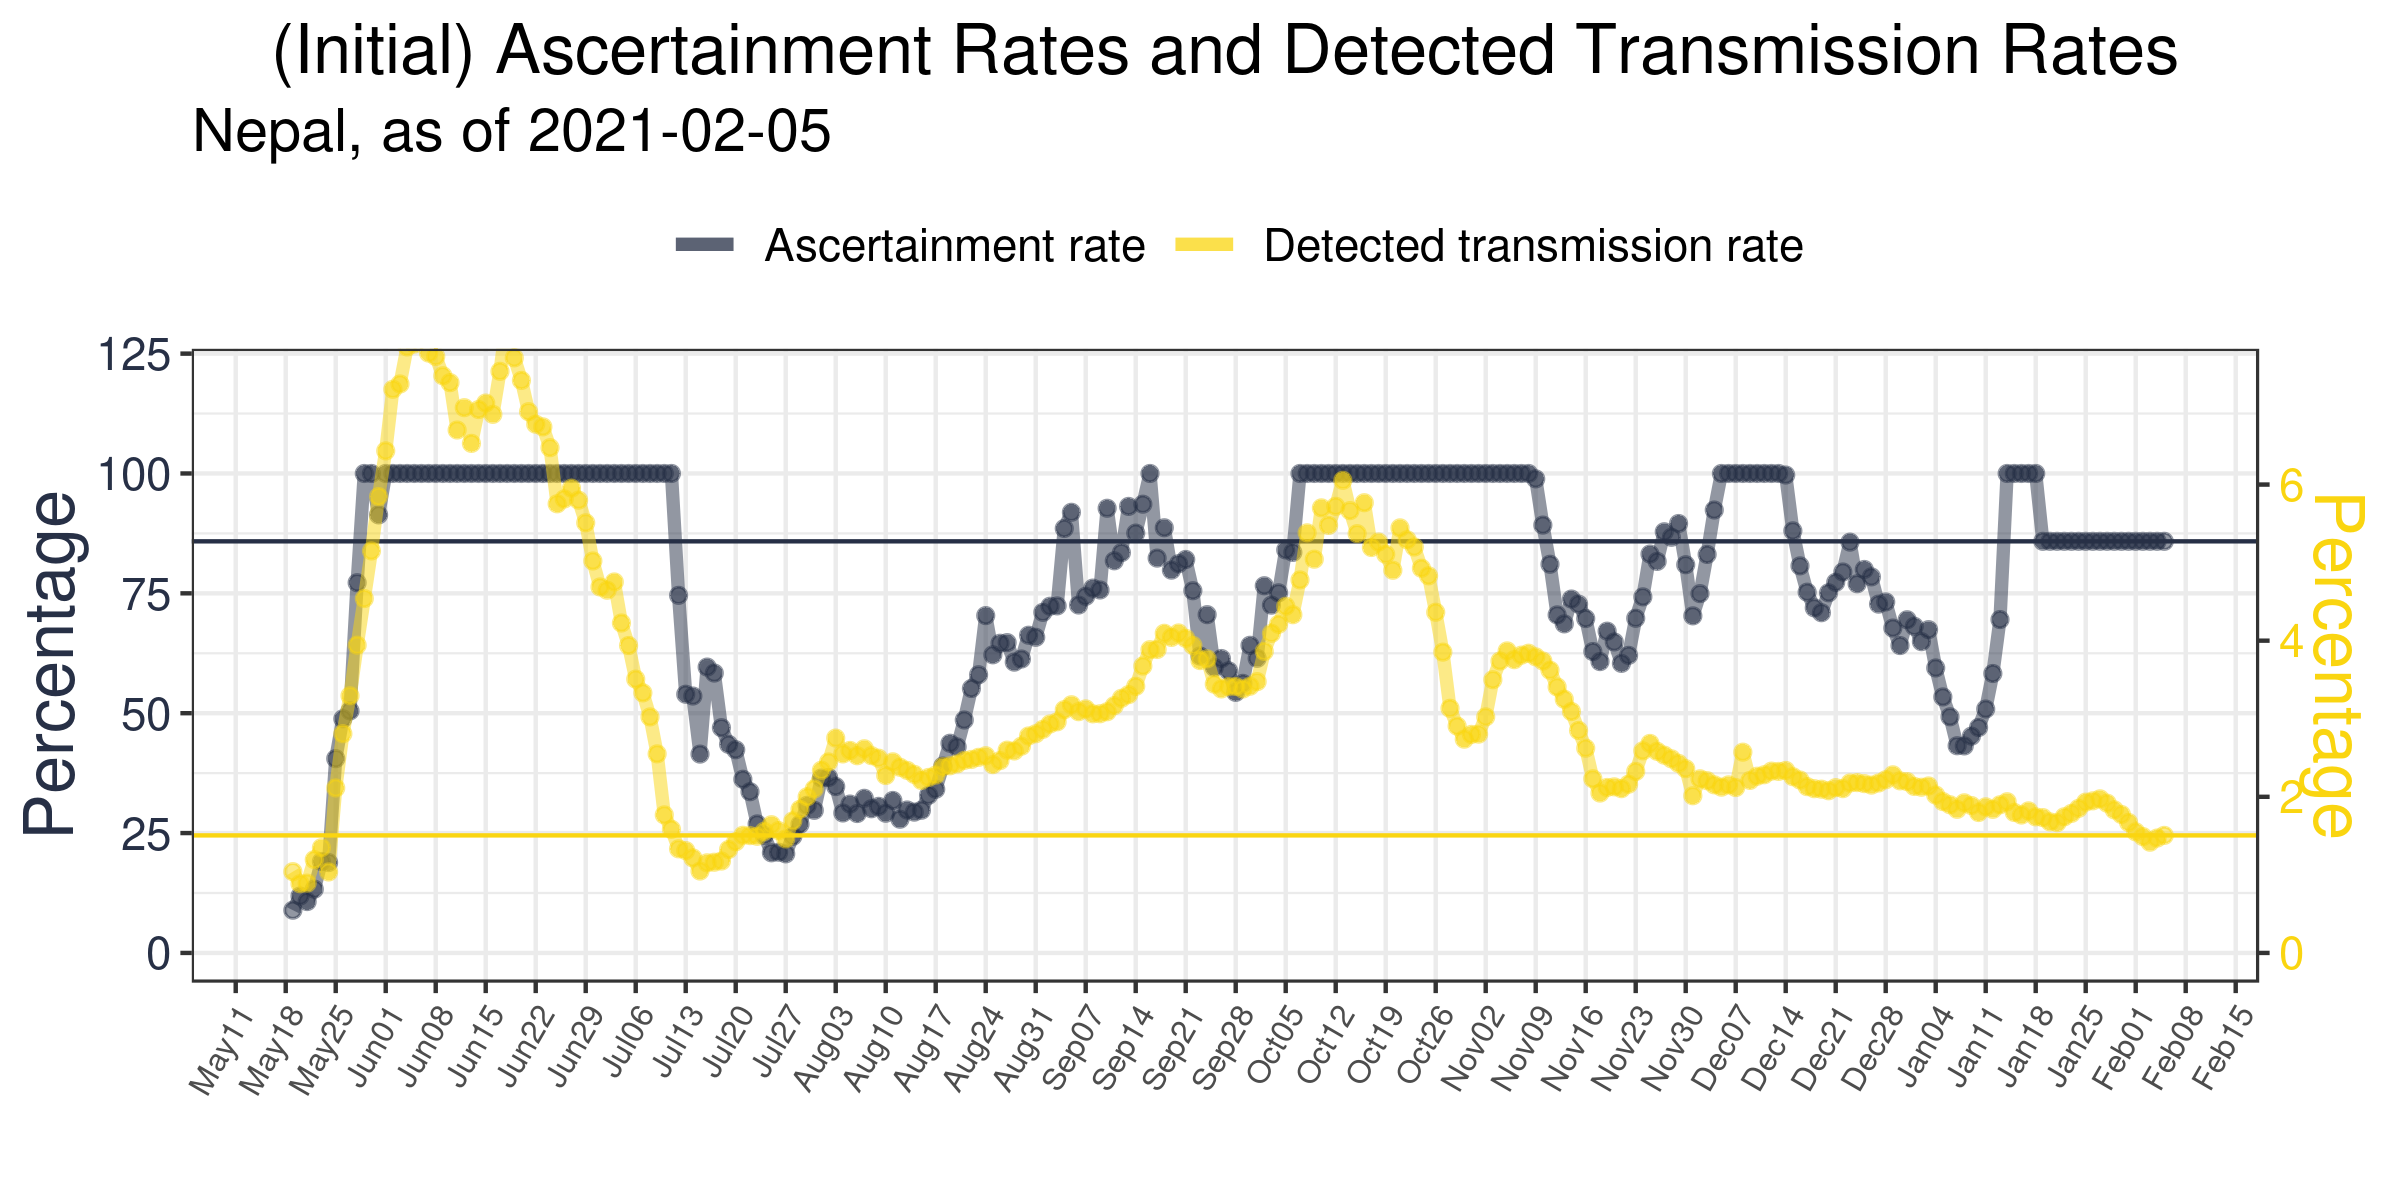 (Initial) Ascertainment Rates and Detected Transmission Rates
Nepal, as of 2021-02-05
Ascertainment rate
Detected transmission rate
Percentage
125
100
75
50
25
0
6
4
2
0
Percentage
May11
May18
May25
Jun01
Jun08
Jun15
Jun22
Jun29
Jul06
Jul13
Jul20
Jul27
Aug03
Aug10
Aug17
Aug24
Aug31
Sep07
Sep14
Sep21
Sep28
Oct05
Oct12
Oct19
Oct26
Nov02
Nov09
Nov16
Nov23
Nov30
Dec07
Dec14
Dec21
Dec28
Jan04
Jan11
Jan18
Jan25
Feb01
Feb08
Feb15